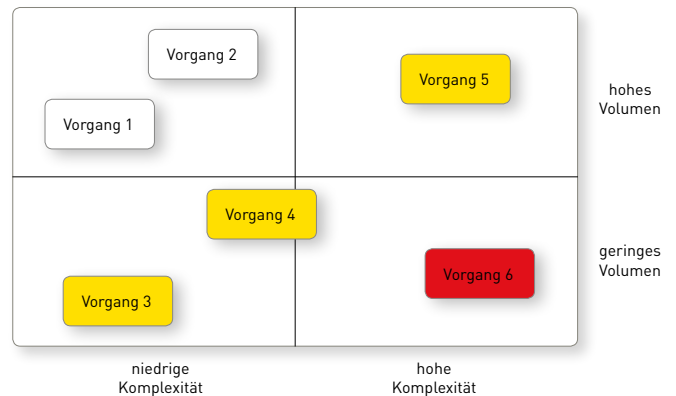 Vorgang 2
Vorgang 5
hohes
Volumen
Vorgang 1
Vorgang 4
geringes
Volumen
Vorgang 6
Vorgang 3
niedrige
Komplexität
hohe
Komplexität